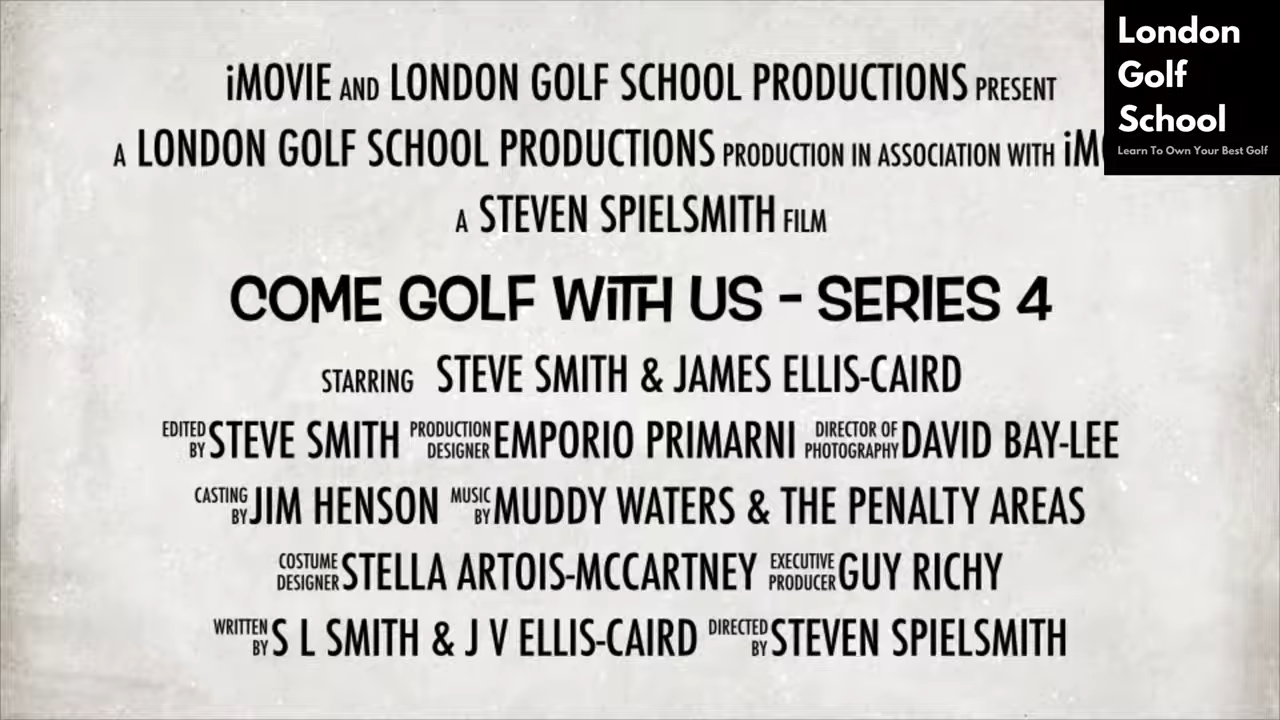 iMOVIE AND LONDON GOLF SCHOOL PRODUCTIONS PRESENT
A LONDON GOLF SCHOOL PRODUCTIONS PRODUCTION IN ASSOCIATION WITH
A STEVEN SPIELSMITH FILM
COME GOLF WITH US - SERIES 4
STARRING STEVE SMITH & JAMES ELLIS-CAIRD
EDITED BY STEVE SMITH PRODUCTION DESIGNER EMPORIO PRIMARNI DIRECTOR OF PHOTOGRAPHY DAVID BAY-LEE
CASTING BY JIM HENSON MUSIC BY MUDDY WATERS & THE PENALTY AREAS
COSTUME DESIGNER STELLA ARTOIS-MCCARTNEY EXECUTIVE PRODUCER GUY RICHY
WRITTEN BY S L SMITH & J V ELLIS-CAIRD DIRECTED BY STEVEN SPIELSMITH
London
Golf
School
Learn To Own Your Best Golf